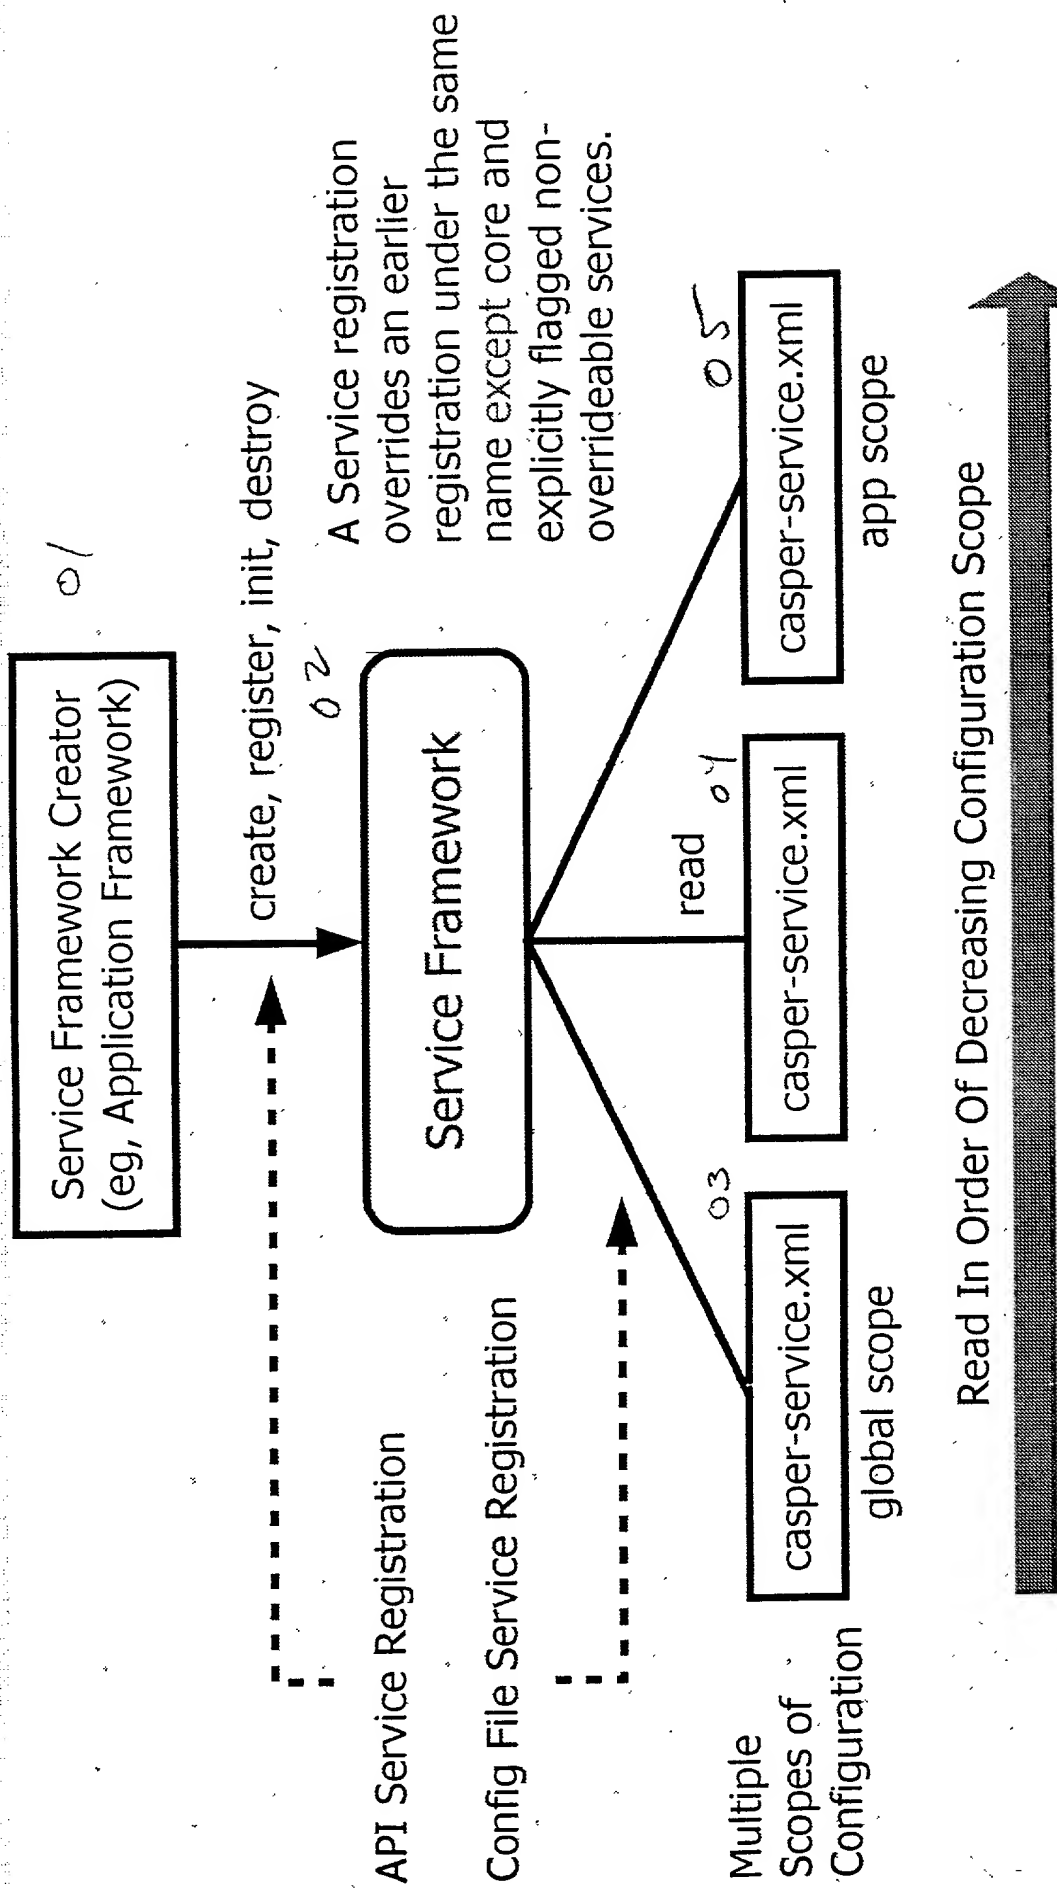 Service Framework Creator
(eg, Application Framework)
01
create, register, init, destroy
02
A Service registration
overrides an earlier
registration under the same
name except core and
explicitly flagged non-
overrideable services.
API Service Registration
Service Framework
Config File Service Registration
read
Multiple
Scopes of
Configuration
03
casper-service.xml
global scope
04
casper-service.xml
05
casper-service.xml
app scope
Read In Order Of Decreasing Configuration Scope